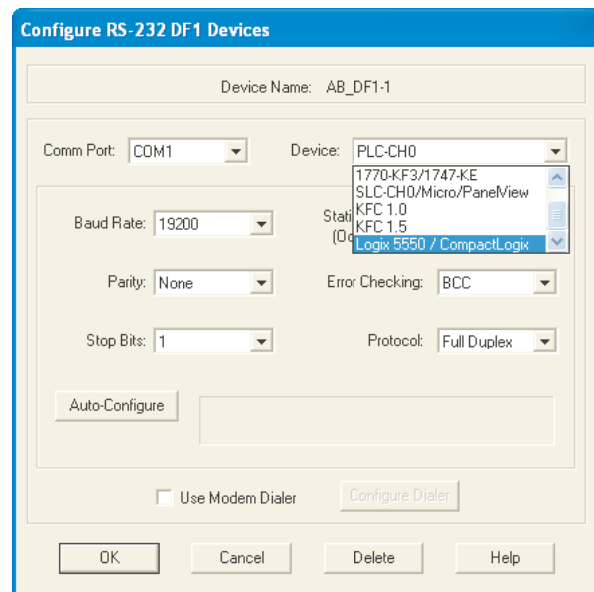 Configure RS-232 DF1 Devices
Device Name: AB_DF1-1
Comm Port: COM1 Device: PLC-CH0
1770-KF3/1747-KE
SLC-CH0/Micro/PanelView
KFC 1.0
KFC 1.5
Logix 5550 / CompactLogix
Baud Rate: 19200
Parity: None Error Checking: BCC
Stop Bits: 1 Protocol: Full Duplex
Auto-Configure
Use Modem Dialer Configure Dialer
OK Cancel Delete Help